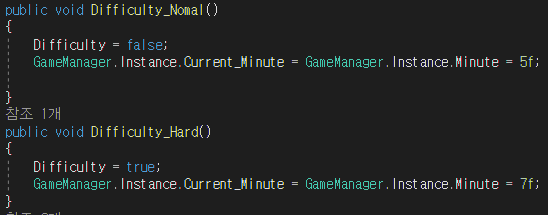 public void Difficulty_Nomal()
{
Difficulty = false;
GameManager.Instance.Current_Minute = GameManager.Instance.Minute = 5f;
}
참조 1개
public void Difficulty_Hard()
{
Difficulty = true;
GameManager.Instance.Current_Minute = GameManager.Instance.Minute = 7f;
}